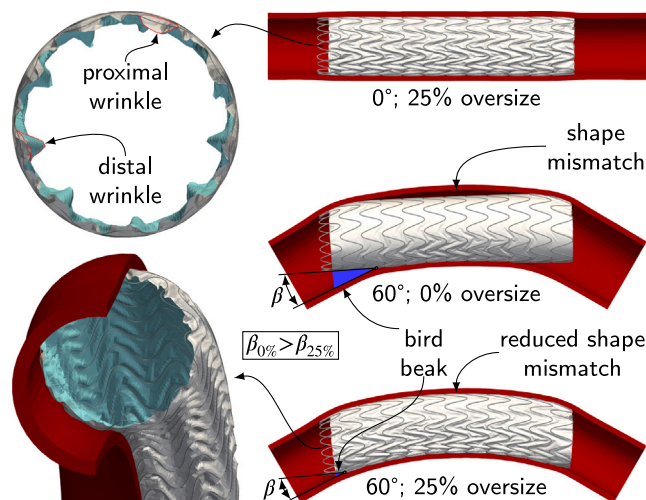 proximal
wrinkle
distal
wrinkle
0°; 25% oversize
shape
mismatch
β
60°; 0% oversize
β0%>β25%
bird
beak
reduced shape
mismatch
β
60°; 25% oversize